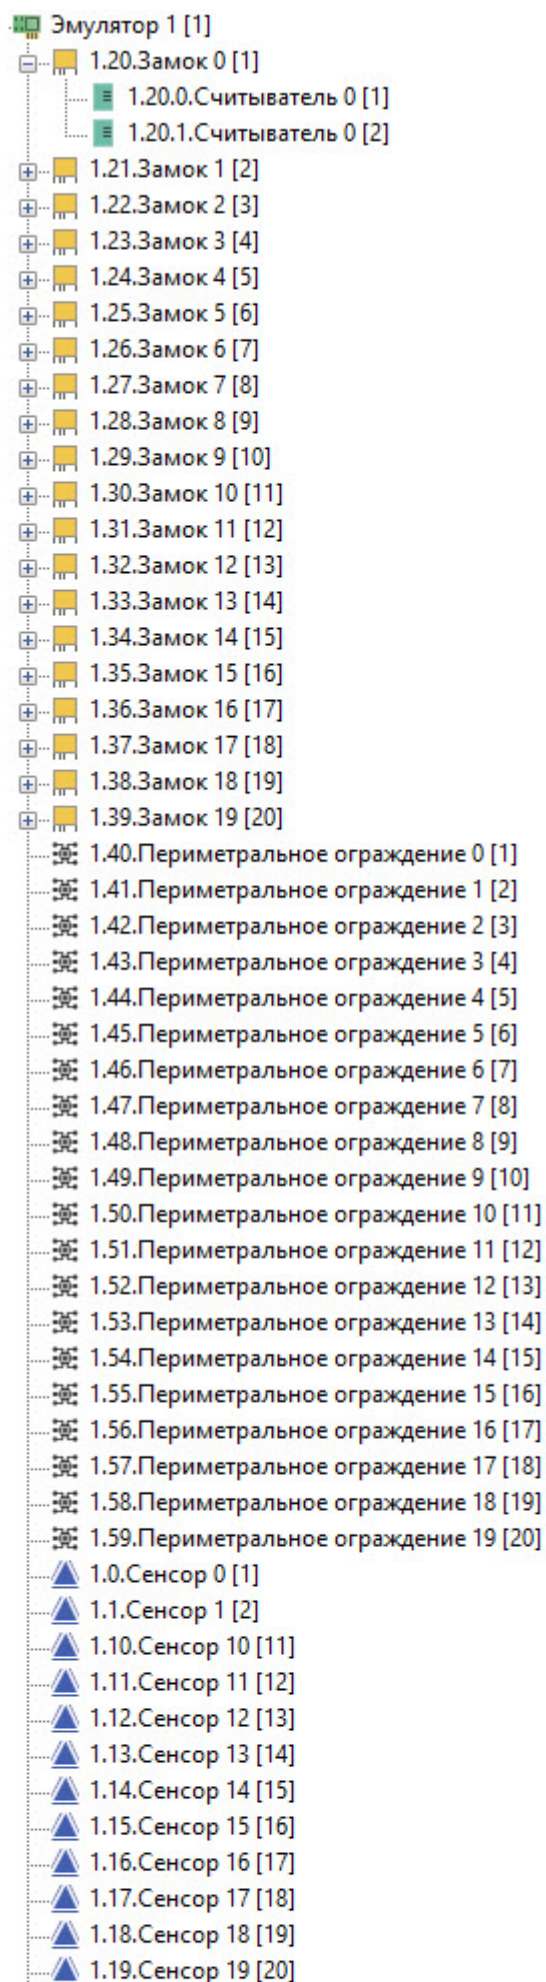 Эмулятор 1 [1]
1.20.Замок 0 [1]
1.20.0.Считыватель 0 [1]
1.20.1.Считыватель 0 [2]
1.21.Замок 1 [2]
1.22.Замок 2 [3]
1.23.Замок 3 [4]
1.24.Замок 4 [5]
1.25.Замок 5 [6]
1.26.Замок 6 [7]
1.27.Замок 7 [8]
1.28.Замок 8 [9]
1.29.Замок 9 [10]
1.30.Замок 10 [11]
1.31.Замок 11 [12]
1.32.Замок 12 [13]
1.33.Замок 13 [14]
1.34.Замок 14 [15]
1.35.Замок 15 [16]
1.36.Замок 16 [17]
1.37.Замок 17 [18]
1.38.Замок 18 [19]
1.39.Замок 19 [20]
1.40.Периметральное ограждение 0 [1]
1.41.Периметральное ограждение 1 [2]
1.42.Периметральное ограждение 2 [3]
1.43.Периметральное ограждение 3 [4]
1.44.Периметральное ограждение 4 [5]
1.45.Периметральное ограждение 5 [6]
1.46.Периметральное ограждение 6 [7]
1.47.Периметральное ограждение 7 [8]
1.48.Периметральное ограждение 8 [9]
1.49.Периметральное ограждение 9 [10]
1.50.Периметральное ограждение 10 [11]
1.51.Периметральное ограждение 11 [12]
1.52.Периметральное ограждение 12 [13]
1.53.Периметральное ограждение 13 [14]
1.54.Периметральное ограждение 14 [15]
1.55.Периметральное ограждение 15 [16]
1.56.Периметральное ограждение 16 [17]
1.57.Периметральное ограждение 17 [18]
1.58.Периметральное ограждение 18 [19]
1.59.Периметральное ограждение 19 [20]
1.0.Сенсор 0 [1]
1.1.Сенсор 1 [2]
1.10.Сенсор 10 [11]
1.11.Сенсор 11 [12]
1.12.Сенсор 12 [13]
1.13.Сенсор 13 [14]
1.14.Сенсор 14 [15]
1.15.Сенсор 15 [16]
1.16.Сенсор 16 [17]
1.17.Сенсор 17 [18]
1.18.Сенсор 18 [19]
1.19.Сенсор 19 [20]